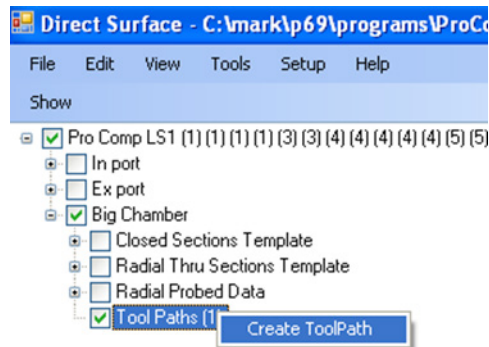 Direct Surface - C:\mark\p69\programs\ProCo
File Edit View Tools Setup Help
Show
Pro Comp LS1 (1) (1) (1) (1) (3) (3) (4) (4) (4) (4) (4) (5) (5)
In port
Ex port
Big Chamber
Closed Sections Template
Radial Thru Sections Template
Radial Probed Data
Tool Paths (1
Create ToolPath